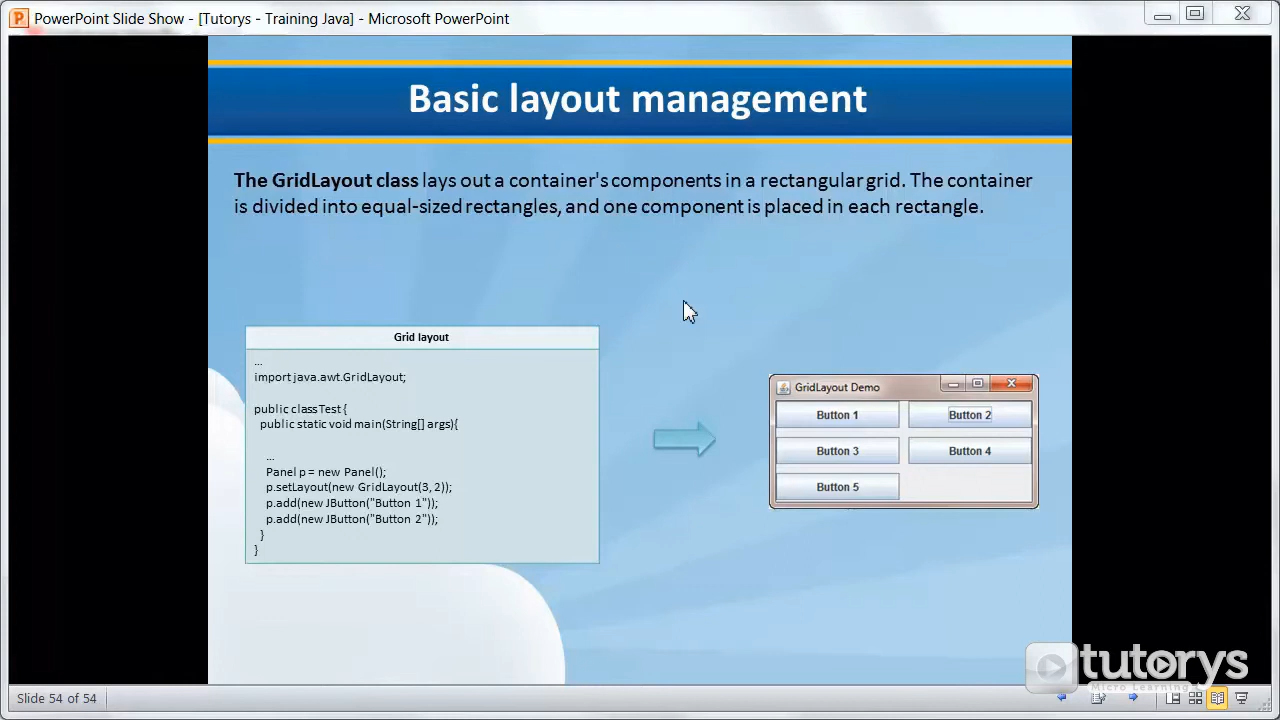 PowerPoint Slide Show - [Tutorys - Training Java] - Microsoft PowerPoint
Basic layout management
The GridLayout class lays out a container's components in a rectangular grid. The container
is divided into equal-sized rectangles, and one component is placed in each rectangle.
Grid layout
...
import java.awt.GridLayout;
public class Test {
public static void main(String[] args){
...
Panel p = new Panel();
p.setLayout(new GridLayout(3, 2));
p.add(new JButton("Button 1"));
p.add(new JButton("Button 2"));
}
}
GridLayout Demo
Button 1 Button 2
Button 3 Button 4
Button 5
tutorys
Micro Learning
Slide 54 of 54